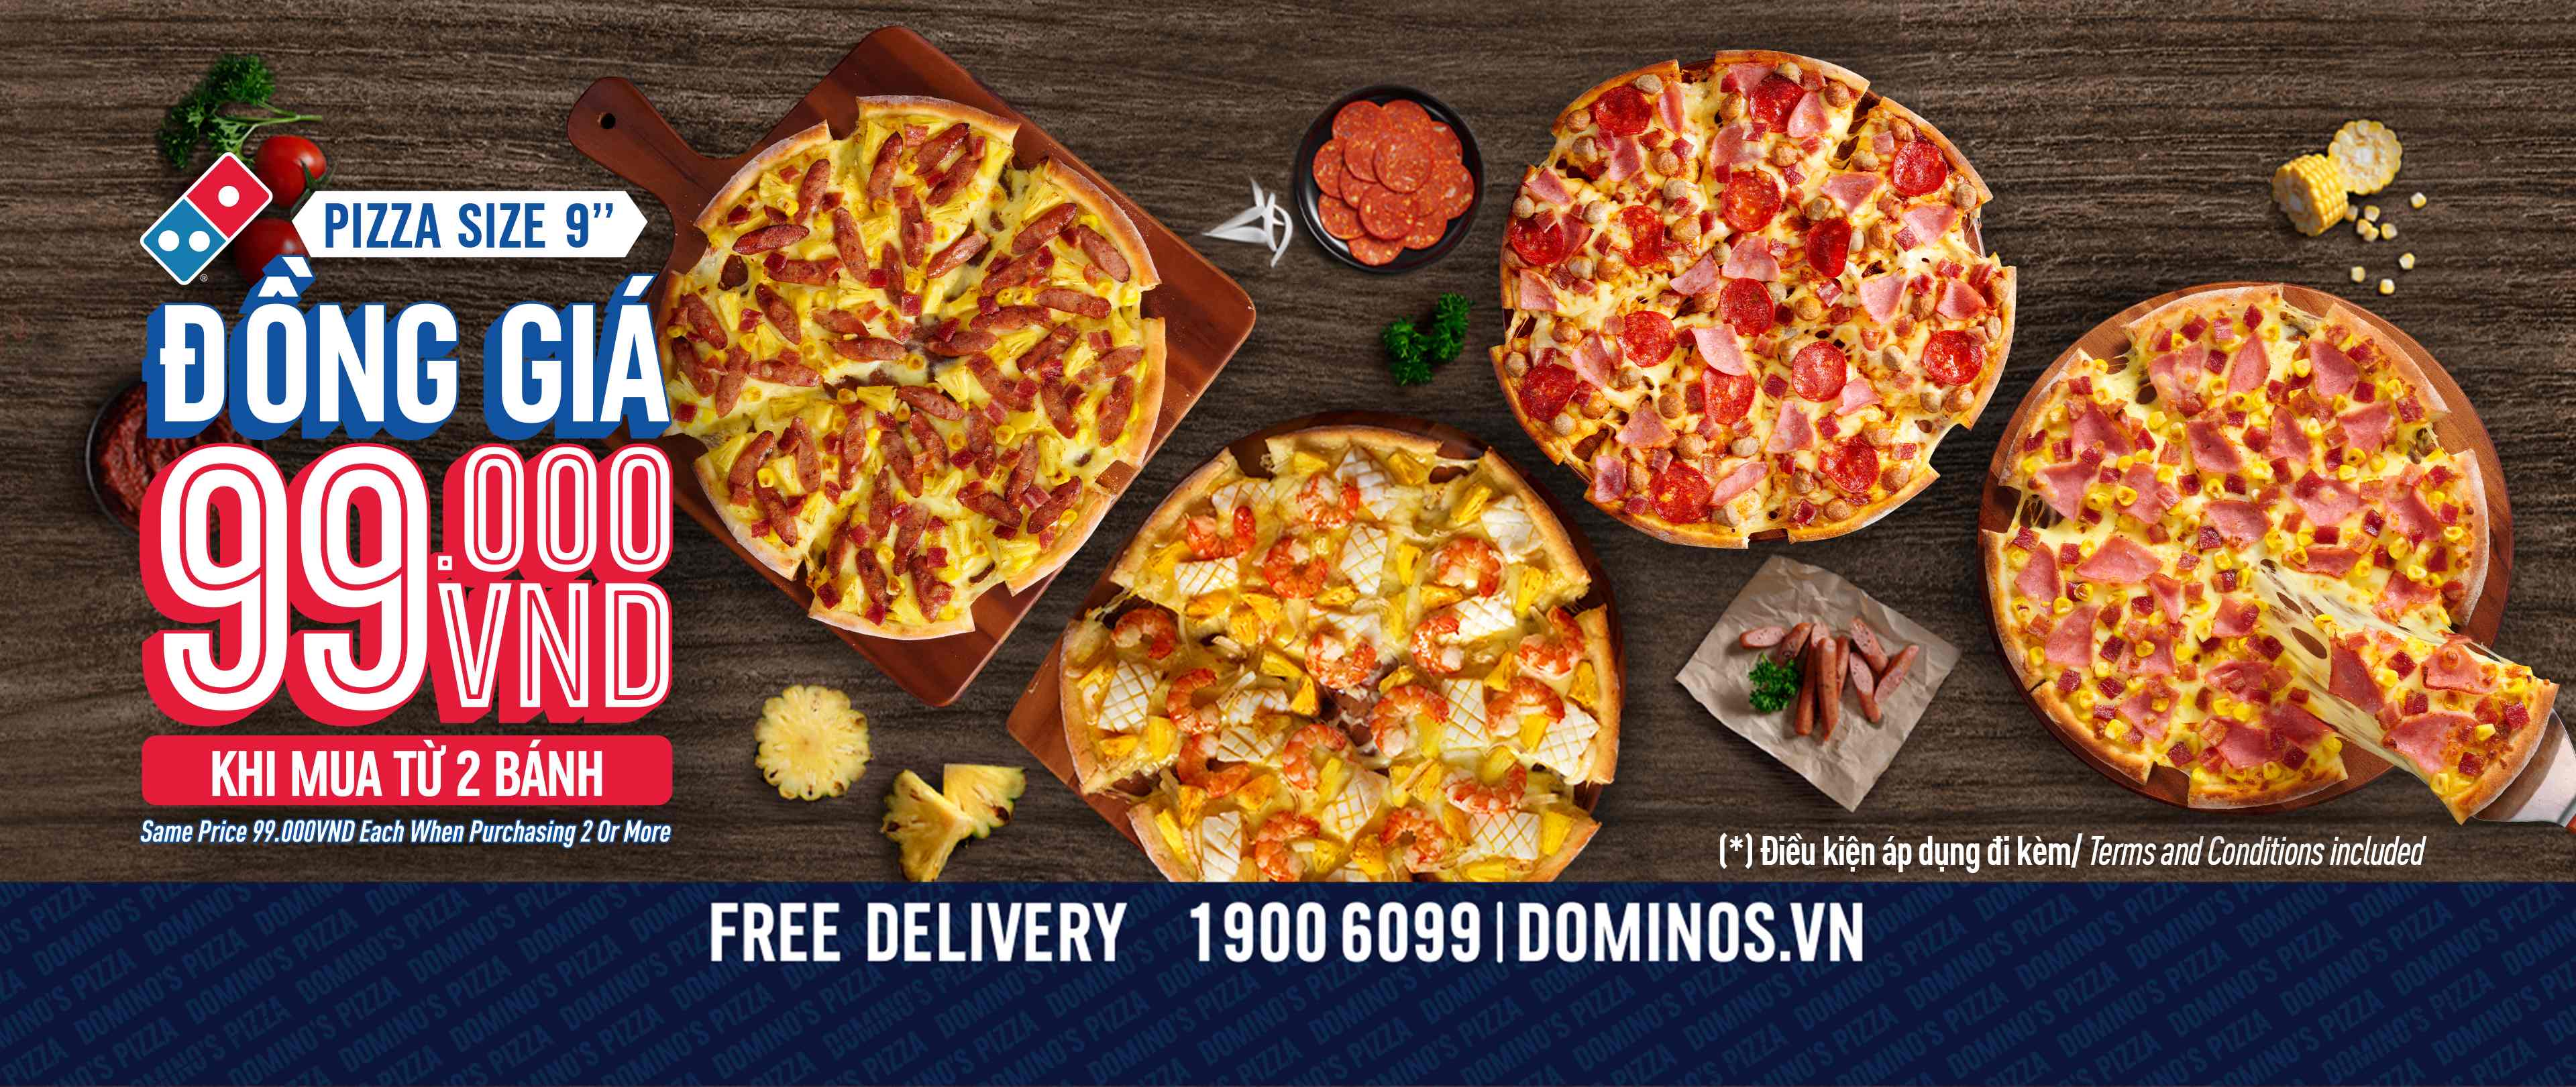 PIZZA SIZE 9’’
ĐỒNG GIÁ
99.000
VND
KHI MUA TỪ 2 BÁNH
Same Price 99.000VND Each When Purchasing 2 Or More
(*) Điều kiện áp dụng đi kèm/ Terms and Conditions included
FREE DELIVERY 1900 6099 | DOMINOS.VN
DOMINO'S PIZZA